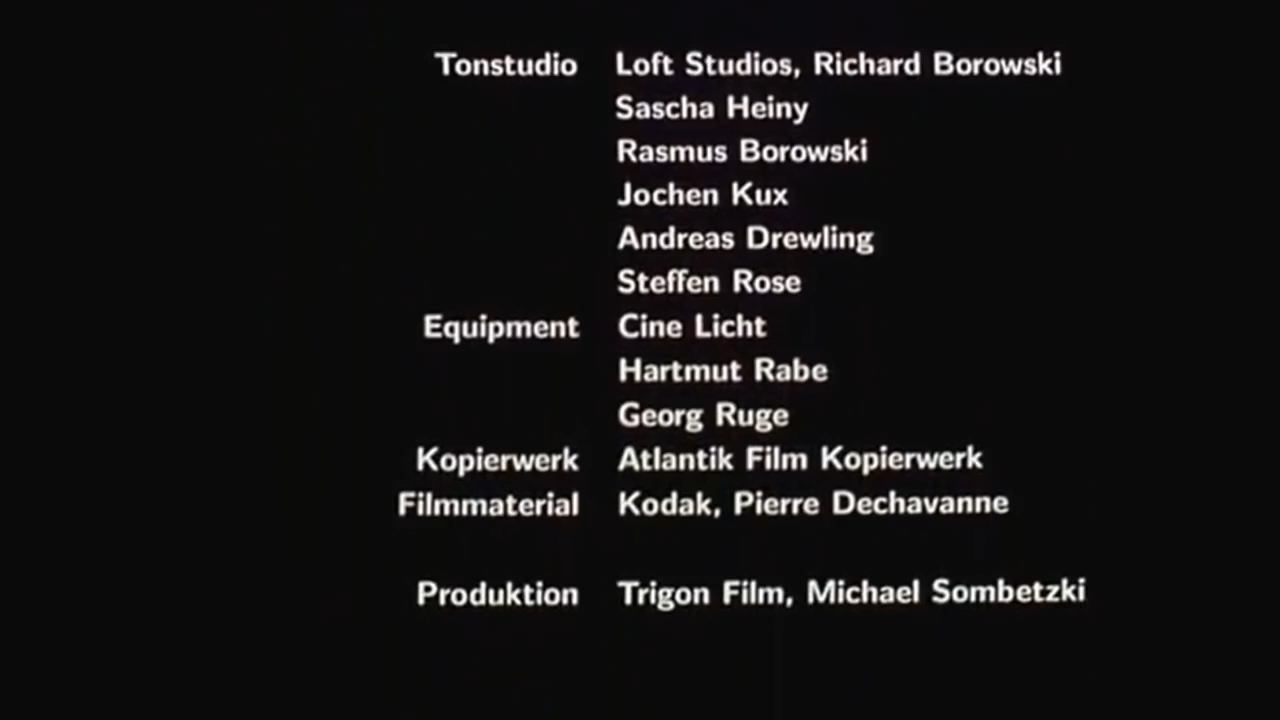 Tonstudio Loft Studios, Richard Borowski
Sascha Heiny
Rasmus Borowski
Jochen Kux
Andreas Drewling
Steffen Rose
Equipment Cine Licht
Hartmut Rabe
Georg Ruge
Kopierwerk Atlantik Film Kopierwerk
Filmmaterial Kodak, Pierre Dechavanne
Produktion Trigon Film, Michael Sombetzki